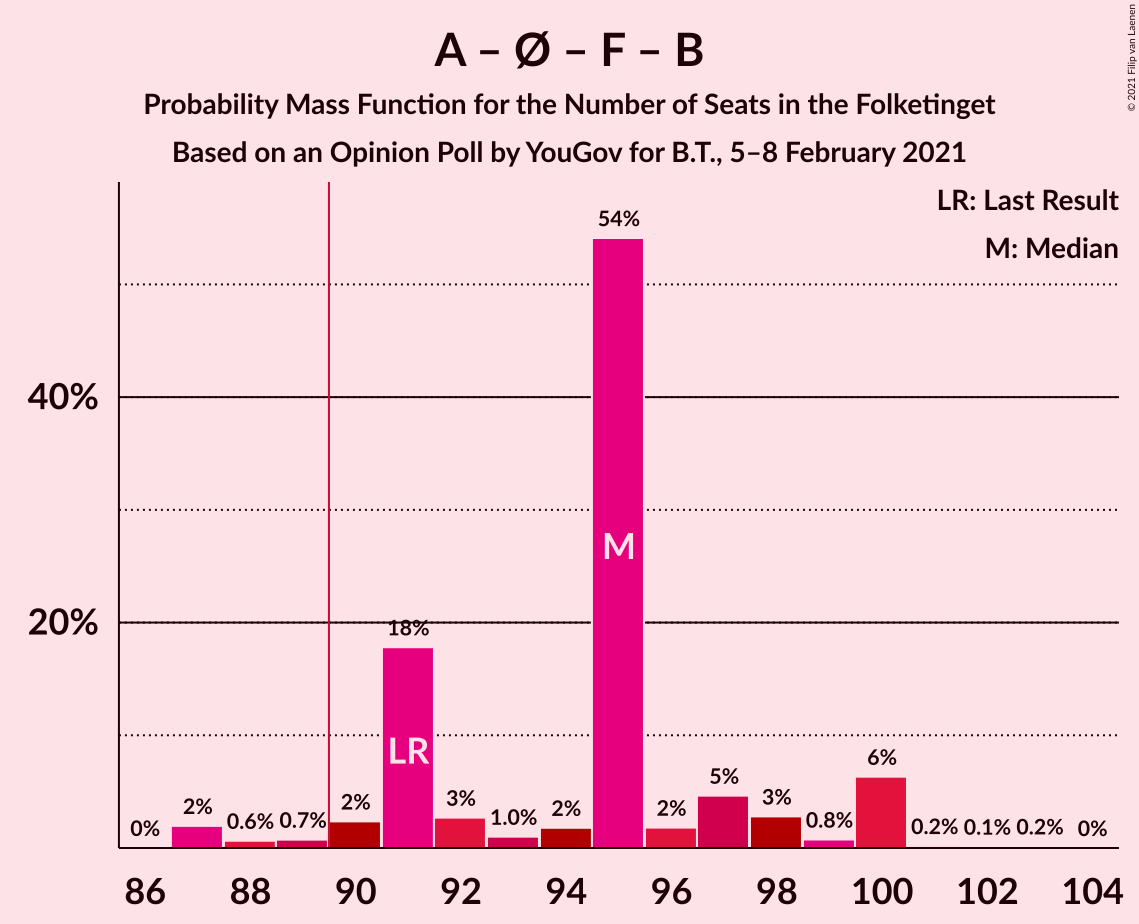 A – Ø – F – B
Probability Mass Function for the Number of Seats in the Folketinget
Based on an Opinion Poll by YouGov for B.T., 5–8 February 2021
© 2021 Filip van Laenen
LR: Last Result
M: Median
54%
40%
M
20%
18%
LR
0%
2%
0.6%
0.7%
2%
3%
1.0%
2%
2%
5%
3%
0.8%
6%
0.2%
0.1%
0.2%
0%
86 88 90 92 94 96 98 100 102 104